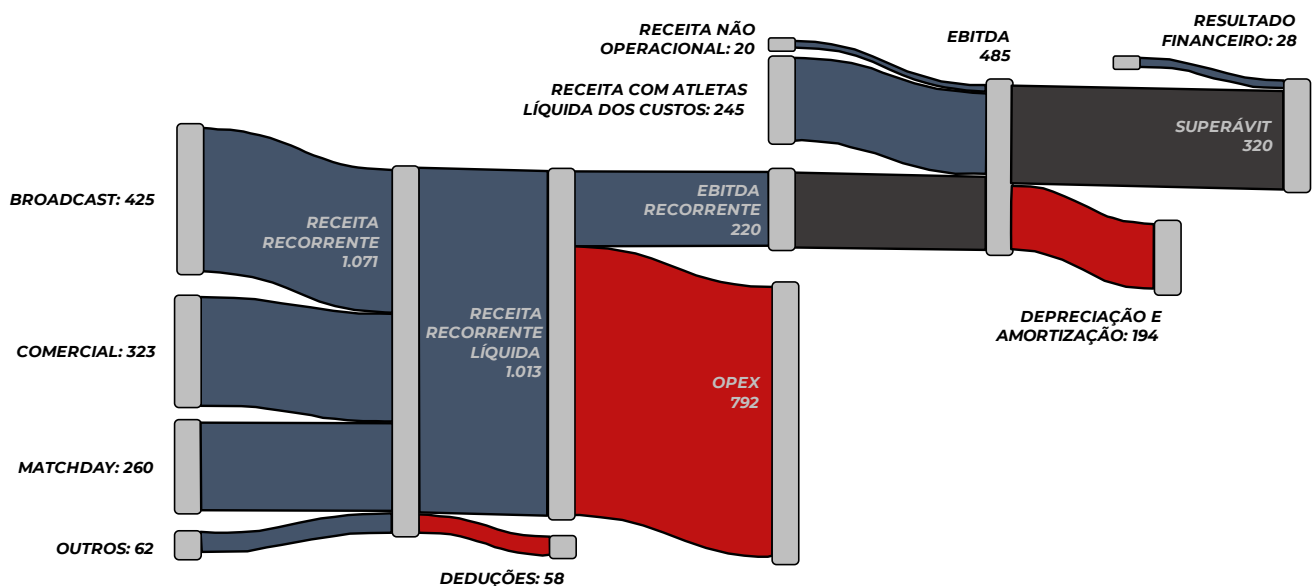 RECEITA NÃO
OPERACIONAL: 20
EBITDA
485
RESULTADO
FINANCEIRO: 28
RECEITA COM ATLETAS
LÍQUIDA DOS CUSTOS: 245
SUPERÁVIT
320
BROADCAST: 425
RECEITA
RECORRENTE
1.071
EBITDA
RECORRENTE
220
RECEITA
RECORRENTE
LÍQUIDA
1.013
DEPRECIAÇÃO E
AMORTIZAÇÃO: 194
COMERCIAL: 323
OPEX
792
MATCHDAY: 260
OUTROS: 62
DEDUÇÕES: 58